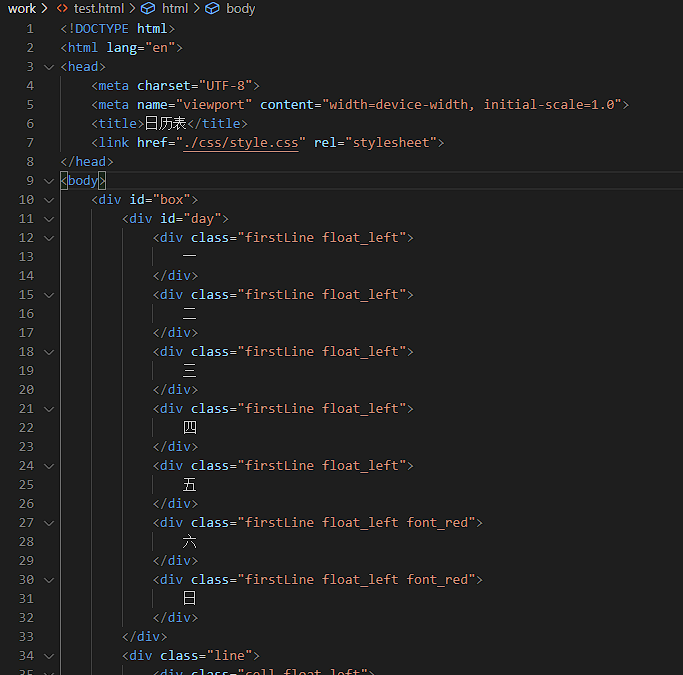 work > test.html > html > body
1 <!DOCTYPE html>
2 <html lang="en">
3 <head>
4 <meta charset="UTF-8">
5 <meta name="viewport" content="width=device-width, initial-scale=1.0">
6 <title>日历表</title>
7 <link href="./css/style.css" rel="stylesheet">
8 </head>
9 <body>
10 <div id="box">
11 <div id="day">
12 <div class="firstLine float_left">
13 一
14 </div>
15 <div class="firstLine float_left">
16 二
17 </div>
18 <div class="firstLine float_left">
19 三
20 </div>
21 <div class="firstLine float_left">
22 四
23 </div>
24 <div class="firstLine float_left">
25 五
26 </div>
27 <div class="firstLine float_left font_red">
28 六
29 </div>
30 <div class="firstLine float_left font_red">
31 日
32 </div>
33 </div>
34 <div class="line">
35 <div class="cell float_left">